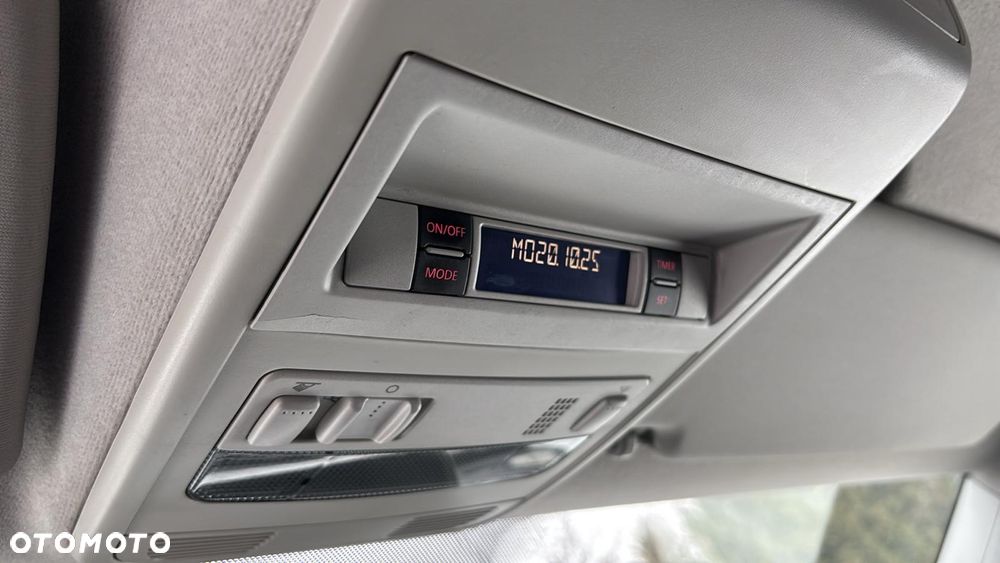 ON/OFF
MO20.10.25
TIMER
MODE
SET
OTOMOTO